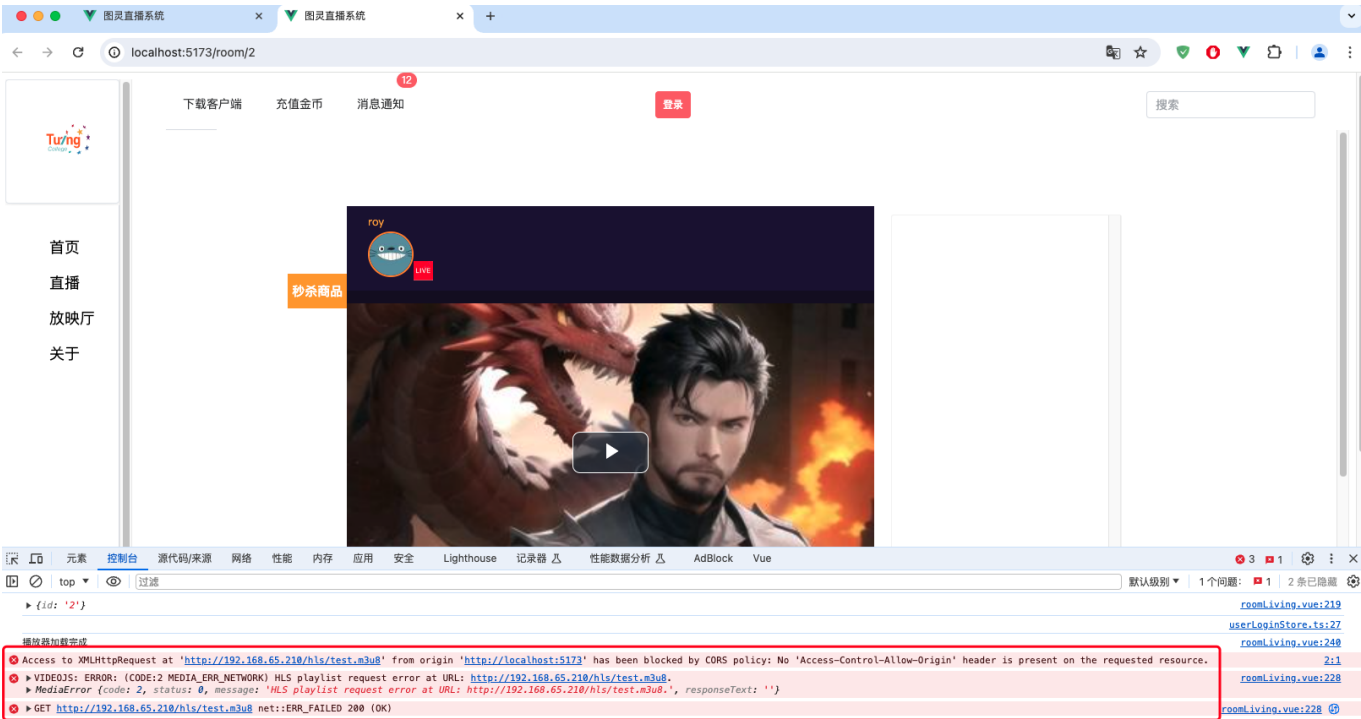 图灵直播系统
图灵直播系统
localhost:5173/room/2
12
下载客户端 充值金币 消息通知 登录 搜索
Turing
College
首页
直播
放映厅
关于
roy
LIVE
秒杀商品
元素 控制台 源代码/来源 网络 性能 内存 应用 安全 Lighthouse 记录器 性能数据分析 AdBlock Vue 3 1
top 过滤 默认级别 1 个问题: 1 2 条已隐藏
{id: '2'} roomLiving.vue:219
userLoginStore.ts:27
播放器加载完成 roomLiving.vue:240
Access to XMLHttpRequest at 'http://192.168.65.210/hls/test.m3u8' from origin 'http://localhost:5173' has been blocked by CORS policy: No 'Access-Control-Allow-Origin' header is present on the requested resource. 2:1
VIDEOJS: ERROR: (CODE:2 MEDIA_ERR_NETWORK) HLS playlist request error at URL: http://192.168.65.210/hls/test.m3u8. roomLiving.vue:228
MediaError {code: 2, status: 0, message: 'HLS playlist request error at URL: http://192.168.65.210/hls/test.m3u8.', responseText: ''}
GET http://192.168.65.210/hls/test.m3u8 net::ERR_FAILED 200 (OK) roomLiving.vue:228